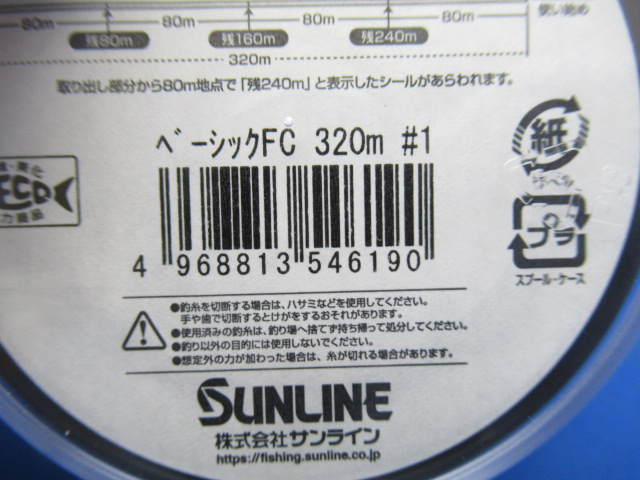 80m 80m 80m 80m 使い始め
残80m 残160m 残240m
320m
取り出し部分から80m地点で「残240m」と表示したシールがあらわれます。
ベーシックFC 320m #1
4 968813 546190
紙
ラベル
プラ
スプール・ケース
ECO
●釣糸を切断する場合は、ハサミなどを使用してください。
手や歯で切断するとけがをするおそれがあります。
●使用済みの釣糸は、釣り場へ捨てず持ち帰って処分してください。
●釣り以外の目的には使用しないでください。
●想定外の力が加わった場合は、糸が切れる場合があります。
SUNLINE
株式会社サンライン
https://fishing.sunline.co.jp